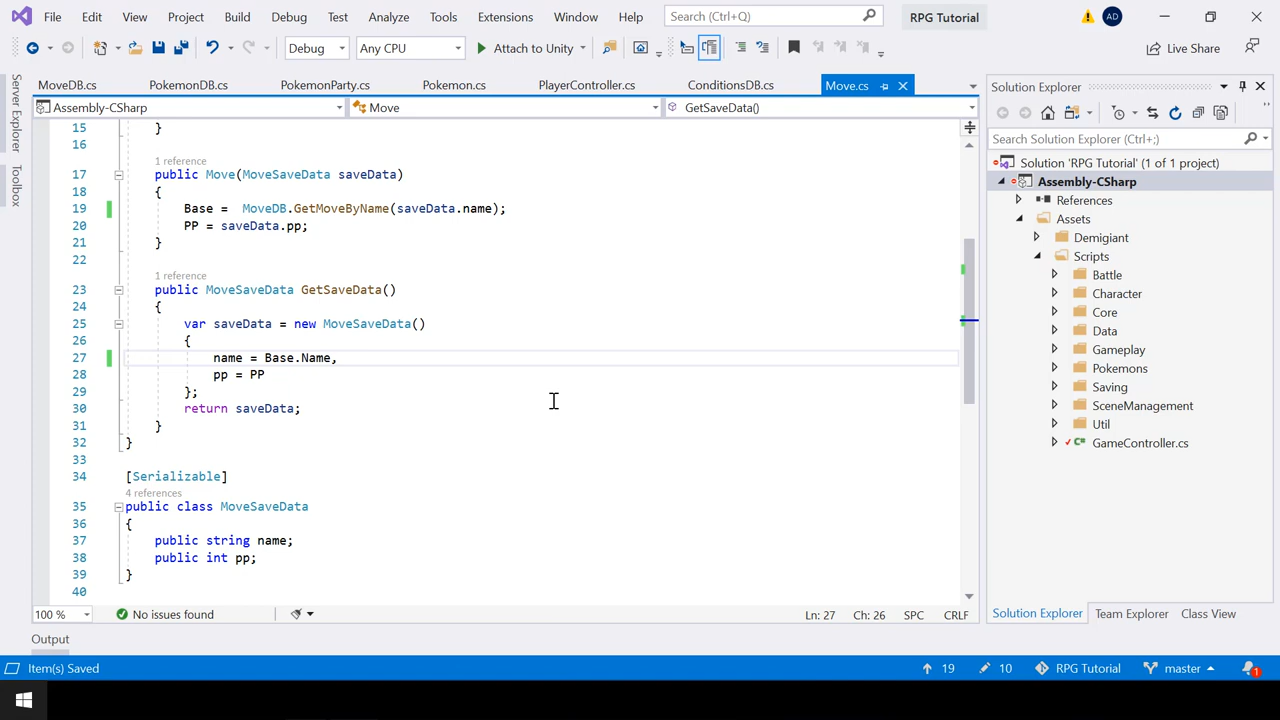 File Edit View Project Build Debug Test Analyze Tools Extensions Window Help Search (Ctrl+Q) RPG Tutorial AD
Debug Any CPU Attach to Unity Live Share
Server Explorer
Toolbox
MoveDB.cs PokemonDB.cs PokemonParty.cs Pokemon.cs PlayerController.cs ConditionsDB.cs Move.cs
Assembly-CSharp Move GetSaveData()
15 }
16
1 reference
17 public Move(MoveSaveData saveData)
18 {
19 Base =  MoveDB.GetMoveByName(saveData.name);
20 PP = saveData.pp;
21 }
22
1 reference
23 public MoveSaveData GetSaveData()
24 {
25 var saveData = new MoveSaveData()
26 {
27 name = Base.Name,
28 pp = PP
29 };
30 return saveData;
31 }
32 }
33
34 [Serializable]
4 references
35 public class MoveSaveData
36 {
37 public string name;
38 public int pp;
39 }
40
100 % No issues found Ln: 27 Ch: 26 SPC CRLF
Output
Solution Explorer
Search Solution Explorer (Ctrl+;)
Solution 'RPG Tutorial' (1 of 1 project)
Assembly-CSharp
References
Assets
Demigiant
Scripts
Battle
Character
Core
Data
Gameplay
Pokemons
Saving
SceneManagement
Util
GameController.cs
Solution Explorer Team Explorer Class View
Item(s) Saved 19 10 RPG Tutorial master 1